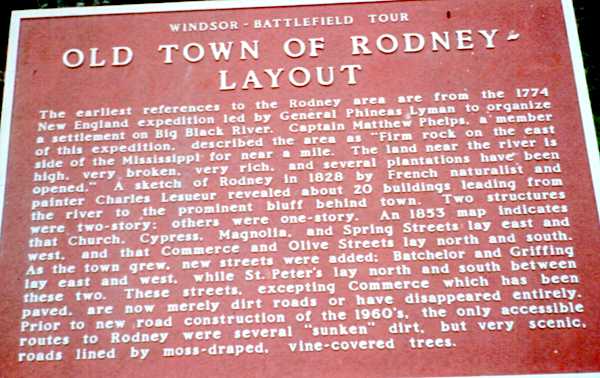 WINDSOR - BATTLEFIELD TOUR
OLD TOWN OF RODNEY-
LAYOUT
The earliest references to the Rodney area are from the 1774
New England expedition led by General Phineas Lyman to organize
a settlement on Big Black River. Captain Matthew Phelps, a member
of this expedition, described the area as "Firm rock on the east
side of the Mississippi for near a mile. The land near the river is
high, very broken, very rich, and several plantations have been
opened." A sketch of Rodney in 1828 by French naturalist and
painter Charles Lesueur revealed about 20 buildings leading from
the river to the prominent bluff behind town. Two structures
were two-story; others were one-story. An 1853 map indicates
that Church, Cypress, Magnolia, and Spring Streets lay east and
west, and that Commerce and Olive Streets lay north and south.
As the town grew, new streets were added: Batchelor and Griffing
lay east and west, while St. Peter's lay north and south between
these two. These streets, excepting Commerce which has been
paved, are now merely dirt roads or have disappeared entirely.
Prior to new road construction of the 1960's, the only accessible
routes to Rodney were several "sunken" dirt, but very scenic,
roads lined by moss-draped, vine-covered trees.